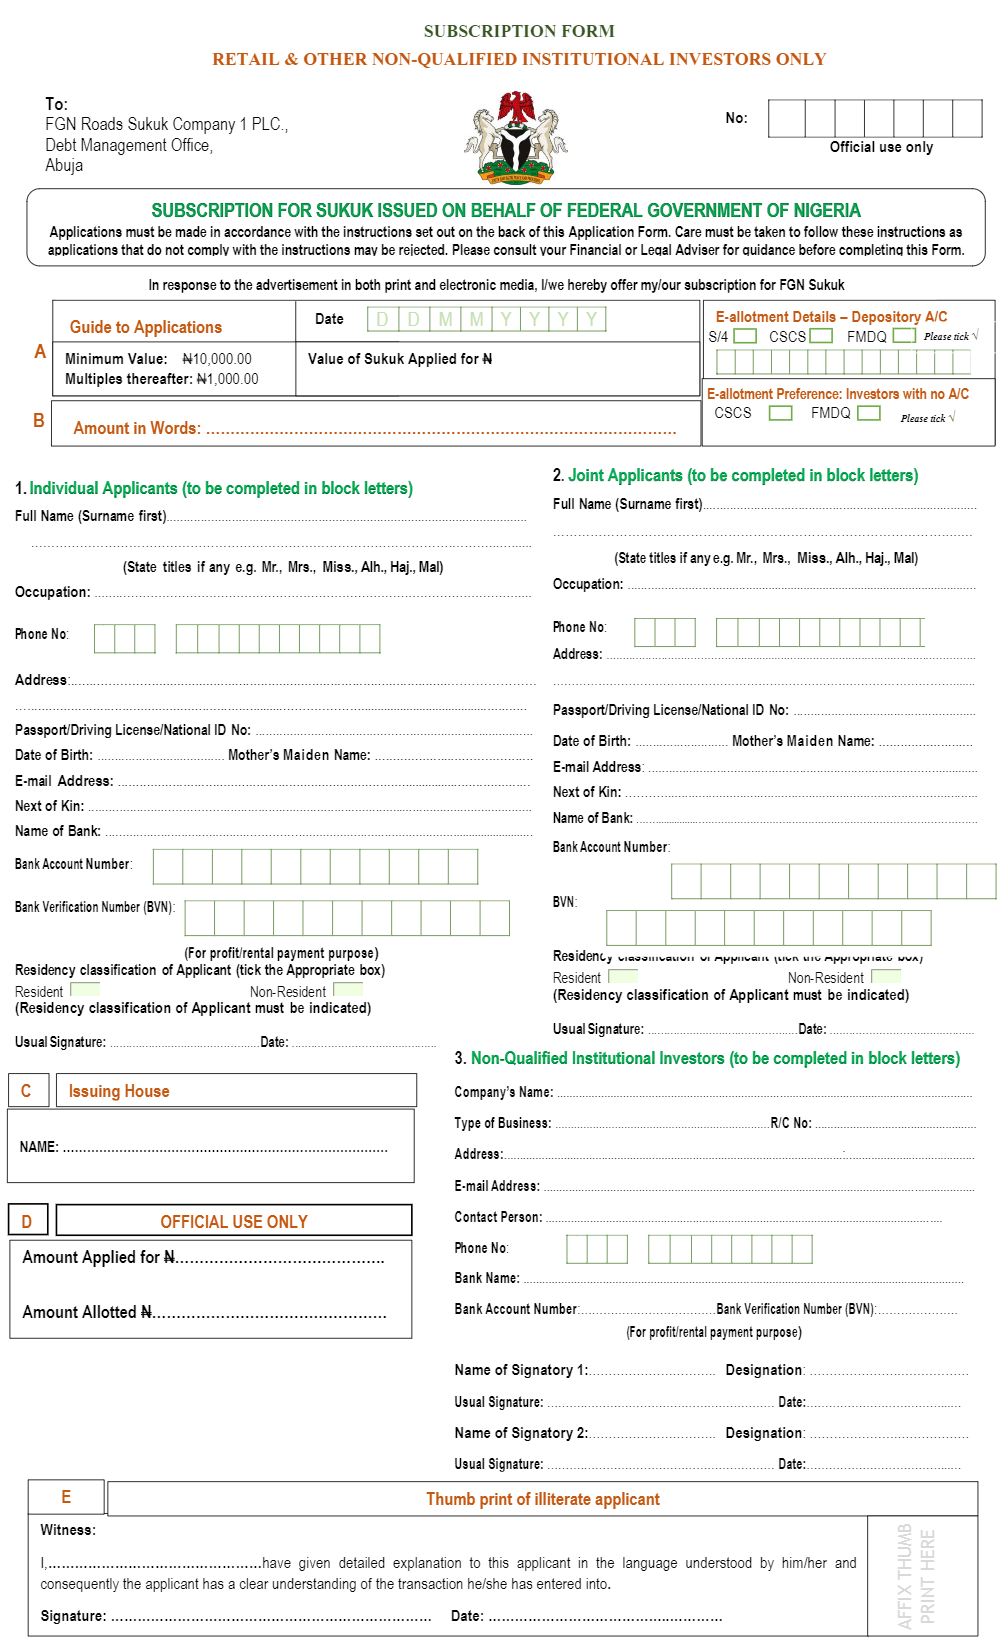 SUBSCRIPTION FORM
RETAIL & OTHER NON-QUALIFIED INSTITUTIONAL INVESTORS ONLY
To:
FGN Roads Sukuk Company 1 PLC.,
Debt Management Office,
Abuja
No:
Official use only
SUBSCRIPTION FOR SUKUK ISSUED ON BEHALF OF FEDERAL GOVERNMENT OF NIGERIA
Applications must be made in accordance with the instructions set out on the back of this Application Form. Care must be taken to follow these instructions as
applications that do not comply with the instructions may be rejected. Please consult your Financial or Legal Adviser for guidance before completing this Form.
In response to the advertisement in both print and electronic media, I/we hereby offer my/our subscription for FGN Sukuk
A
Guide to Applications
Minimum Value: ₦10,000.00
Multiples thereafter: ₦1,000.00
Date D D M M Y Y Y Y
Value of Sukuk Applied for ₦
E-allotment Details – Depository A/C
S/4 CSCS FMDQ Please tick √
E-allotment Preference: Investors with no A/C
CSCS FMDQ Please tick √
B
Amount in Words: ……………………………………………………………………
1. Individual Applicants (to be completed in block letters)
Full Name (Surname first)..........................................................
..........................................................
(State titles if any e.g. Mr., Mrs., Miss., Alh., Haj., Mal)
Occupation: ..........................................................
Phone No:
Address:..........................................................
..........................................................
Passport/Driving License/National ID No: ........................................
Date of Birth: .................... Mother's Maiden Name: ....................
E-mail Address: ..........................................................
Next of Kin: ..........................................................
Name of Bank: ..........................................................
Bank Account Number:
Bank Verification Number (BVN):
(For profit/rental payment purpose)
Residency classification of Applicant (tick the Appropriate box)
Resident Non-Resident
(Residency classification of Applicant must be indicated)
Usual Signature: ..............................Date: ..............................
2. Joint Applicants (to be completed in block letters)
Full Name (Surname first)..........................................................
..........................................................
(State titles if any e.g. Mr., Mrs., Miss., Alh., Haj., Mal)
Occupation: ..........................................................
Phone No:
Address: ..........................................................
..........................................................
Passport/Driving License/National ID No: ..............................
Date of Birth: .................... Mother's Maiden Name: ....................
E-mail Address: ..........................................................
Next of Kin: ..........................................................
Name of Bank: ..........................................................
Bank Account Number:
BVN:
Residency classification of Applicant (tick the Appropriate box)
Resident Non-Resident
(Residency classification of Applicant must be indicated)
Usual Signature: ..............................Date: ..............................
3. Non-Qualified Institutional Investors (to be completed in block letters)
Company's Name: ..........................................................
Type of Business: ..............................R/C No: ..............................
Address:..........................................................
E-mail Address: ..........................................................
Contact Person: ..........................................................
Phone No:
Bank Name: ..........................................................
Bank Account Number:..............................Bank Verification Number (BVN):....................
(For profit/rental payment purpose)
Name of Signatory 1:.............................. Designation: ..............................
Usual Signature: .............................. Date:..............................
Name of Signatory 2:.............................. Designation: ..............................
Usual Signature: .............................. Date:..............................
C
Issuing House
NAME: ……………………………………………………………………
D
OFFICIAL USE ONLY
Amount Applied for ₦……………………………………..
Amount Allotted ₦…………………………………………
E
Thumb print of illiterate applicant
Witness:
I,…………………………………………have given detailed explanation to this applicant in the language understood by him/her and
consequently the applicant has a clear understanding of the transaction he/she has entered into.
Signature: ……………………………………………………………… Date: ……………………………………………
AFFIX THUMB
PRINT HERE